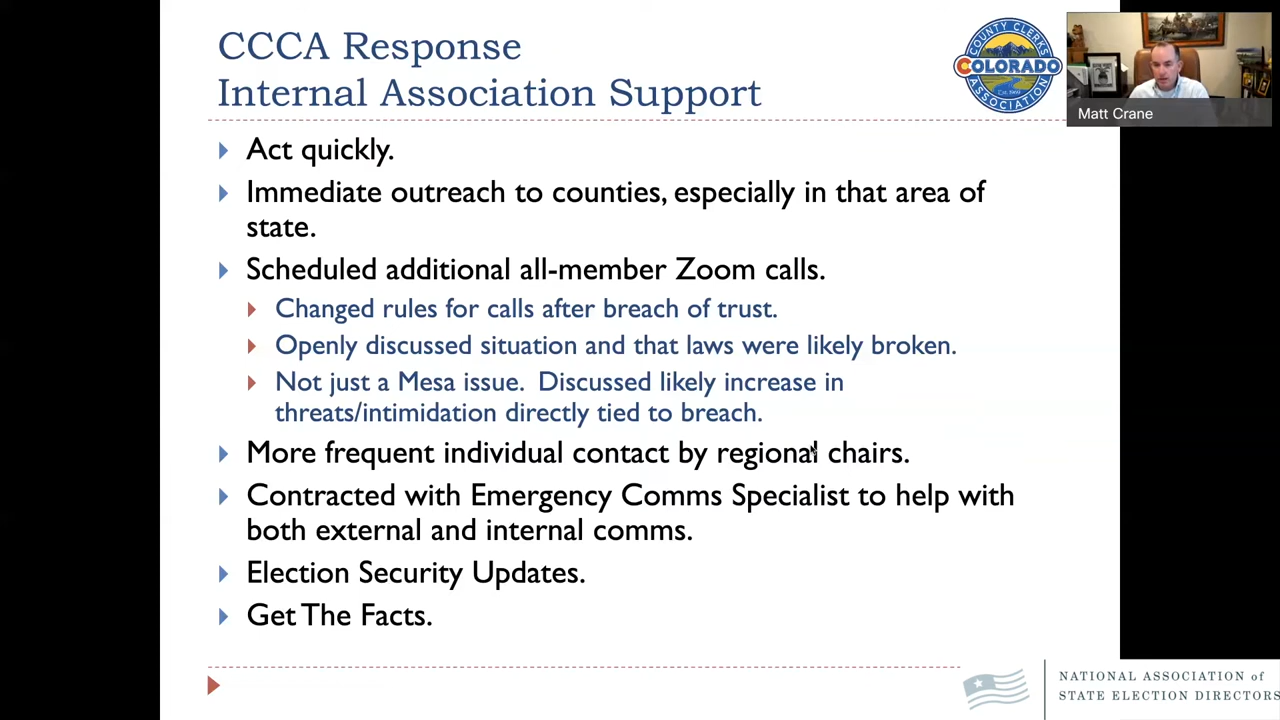 CCCA Response
Internal Association Support
COUNTY CLERKS
COLORADO
ASSOCIATION
Matt Crane
Act quickly.
Immediate outreach to counties, especially in that area of
state.
Scheduled additional all-member Zoom calls.
Changed rules for calls after breach of trust.
Openly discussed situation and that laws were likely broken.
Not just a Mesa issue. Discussed likely increase in
threats/intimidation directly tied to breach.
More frequent individual contact by regional chairs.
Contracted with Emergency Comms Specialist to help with
both external and internal comms.
Election Security Updates.
Get The Facts.
NATIONAL ASSOCIATION of
STATE ELECTION DIRECTORS